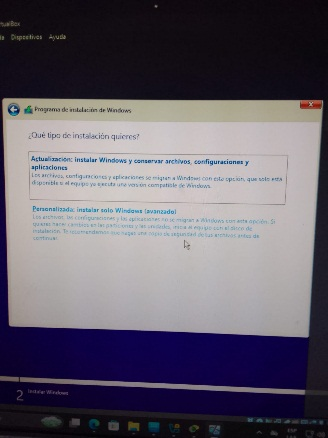 Dispositivos Ayuda
Programa de instalación de Windows
¿Qué tipo de instalación quieres?
Actualización: Instalar Windows y conservar archivos, configuraciones y
aplicaciones
Los archivos, configuraciones y aplicaciones se migran a Windows con esta opción, que solo está
disponible si el equipo ya ejecuta una versión compatible de Windows.
Personalizada: Instalar solo Windows (avanzado)
Los archivos, las configuraciones y las aplicaciones no se migran a Windows con esta opción. Si
quieres hacer cambios en las particiones y las unidades, inicia el equipo con el disco de
instalación. Te recomendamos que hagas una copia de seguridad de tus archivos antes de
continuar.
2 Instalar Windows
ESP